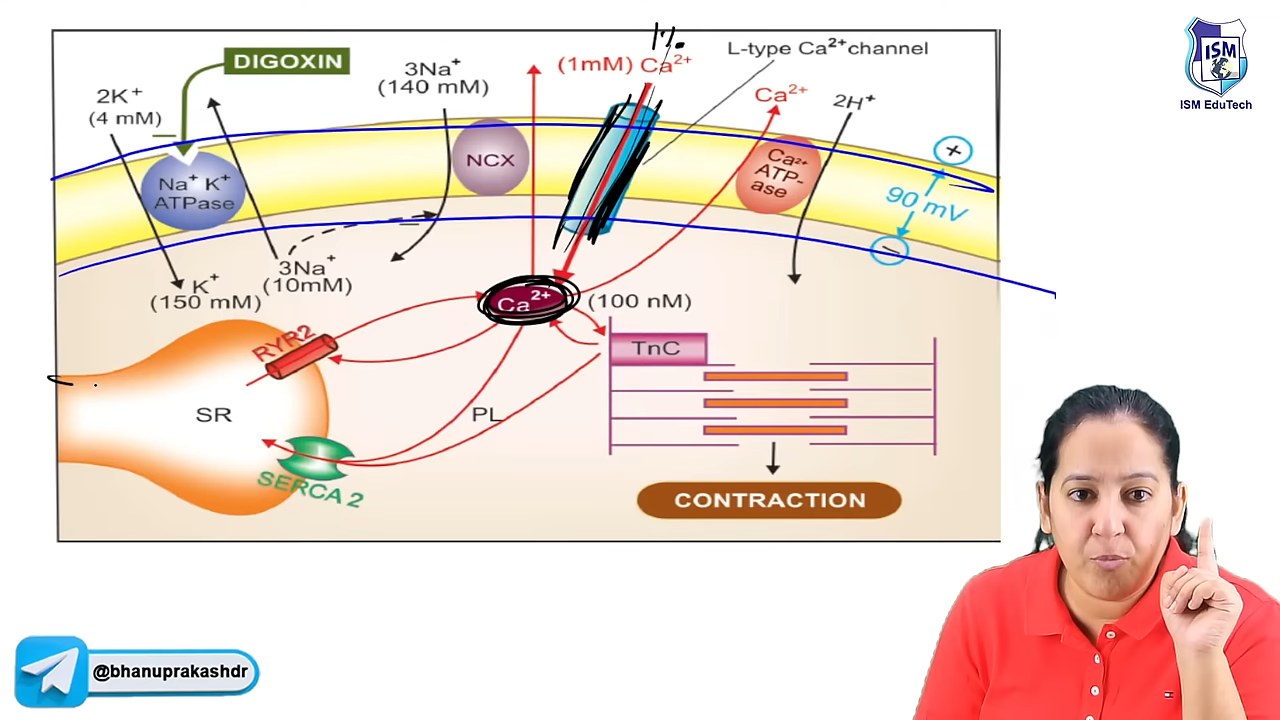 1%
DIGOXIN
3Na⁺
(140 mM)
(1mM) Ca²⁺
L-type Ca²⁺channel
ISM
ISM EduTech
2K⁺
(4 mM)
Ca²⁺
2H⁺
Na⁺ K⁺
ATPase
NCX
Ca²⁺
ATP-
ase
+
90 mV
−
3Na⁺
(10mM)
K⁺
(150 mM)
Ca²⁺
(100 nM)
RYR2
TnC
SR
PL
SERCA 2
CONTRACTION
@bhanuprakashdr